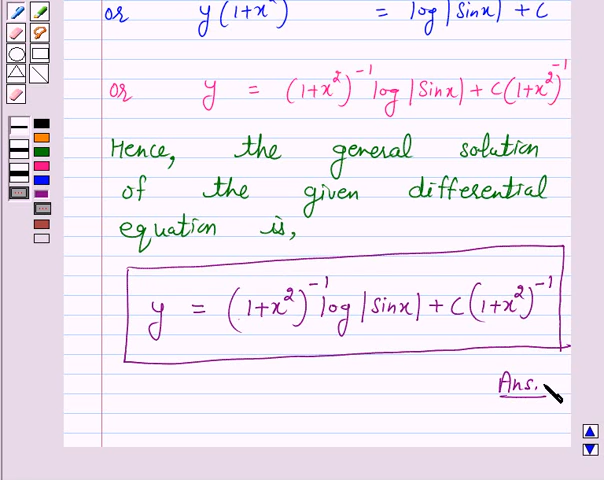 or y(1+x²) = log|Sinx| + C
or y = (1+x²)⁻¹ log|Sinx| + C(1+x²)⁻¹
Hence, the general solution
of the given differential
equation is,
y = (1+x²)⁻¹ log|Sinx| + C(1+x²)⁻¹
Ans.